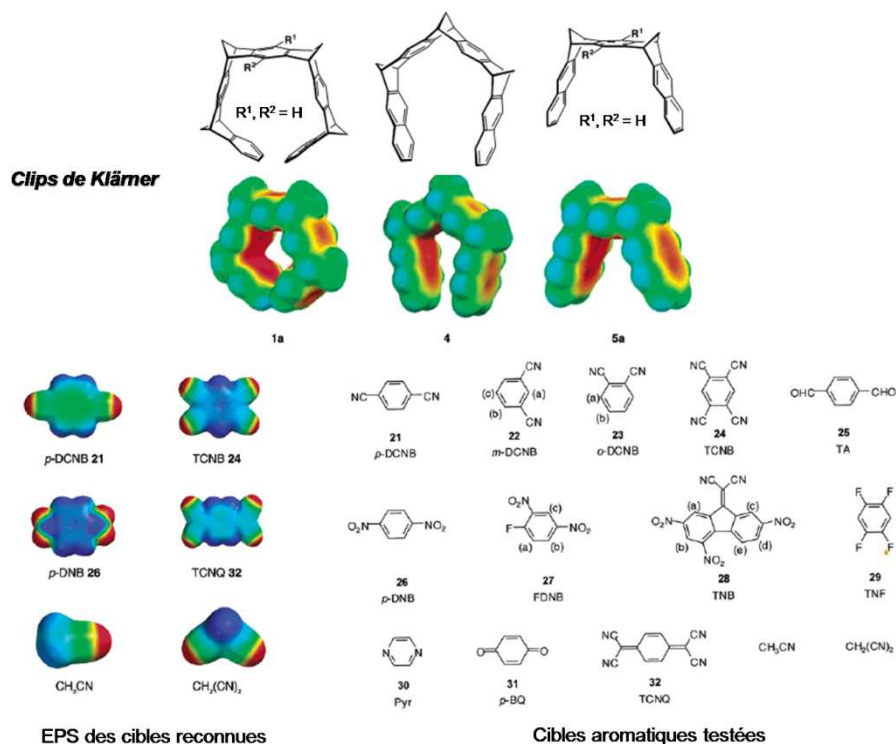 R¹
R²
R¹, R² = H
R¹
R²
R¹, R² = H
Clips de Klärner
1a
4
5a
p-DCNB 21
TCNB 24
p-DNB 26
TCNQ 32
CH₃CN
CH₂(CN)₂
EPS des cibles reconnues
NC
CN
21
p-DCNB
CN
(c)
(a)
(b)
CN
22
m-DCNB
NC
CN
(a)
(b)
23
o-DCNB
NC
CN
NC
CN
24
TCNB
OHC
CHO
25
TA
O₂N
NO₂
26
p-DNB
O₂N
(c)
F
NO₂
(a)
(b)
27
FDNB
NC
CN
(a)
(c)
O₂N
NO₂
(b)
(e)
(d)
NO₂
28
TNB
F
F
F
F
29
TNF
N
N
30
Pyr
O
O
31
p-BQ
NC
CN
NC
CN
32
TCNQ
CH₃CN
CH₂(CN)₂
Cibles aromatiques testées